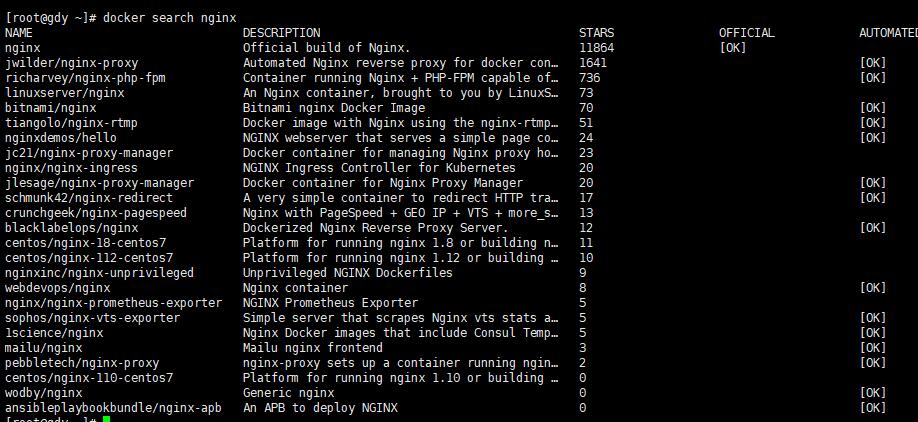 [root@gdy ~]# docker search nginx
NAME DESCRIPTION STARS OFFICIAL AUTOMATED
nginx Official build of Nginx. 11864 [OK]
jwilder/nginx-proxy Automated Nginx reverse proxy for docker con… 1641 [OK]
richarvey/nginx-php-fpm Container running Nginx + PHP-FPM capable of… 736 [OK]
linuxserver/nginx An Nginx container, brought to you by LinuxS… 73
bitnami/nginx Bitnami nginx Docker Image 70 [OK]
tiangolo/nginx-rtmp Docker image with Nginx using the nginx-rtmp… 51 [OK]
nginxdemos/hello NGINX webserver that serves a simple page co… 24 [OK]
jc21/nginx-proxy-manager Docker container for managing Nginx proxy ho… 23
nginx/nginx-ingress NGINX Ingress Controller for Kubernetes 20
jlesage/nginx-proxy-manager Docker container for Nginx Proxy Manager 20 [OK]
schmunk42/nginx-redirect A very simple container to redirect HTTP tra… 17 [OK]
crunchgeek/nginx-pagespeed Nginx with PageSpeed + GEO IP + VTS + more_s… 13
blacklabelops/nginx Dockerized Nginx Reverse Proxy Server. 12 [OK]
centos/nginx-18-centos7 Platform for running nginx 1.8 or building n… 11
centos/nginx-112-centos7 Platform for running nginx 1.12 or building … 10
nginxinc/nginx-unprivileged Unprivileged NGINX Dockerfiles 9
webdevops/nginx Nginx container 8 [OK]
nginx/nginx-prometheus-exporter NGINX Prometheus Exporter 5
sophos/nginx-vts-exporter Simple server that scrapes Nginx vts stats a… 5 [OK]
1science/nginx Nginx Docker images that include Consul Temp… 5 [OK]
mailu/nginx Mailu nginx frontend 3 [OK]
pebbletech/nginx-proxy nginx-proxy sets up a container running ngin… 2 [OK]
centos/nginx-110-centos7 Platform for running nginx 1.10 or building … 0
wodby/nginx Generic nginx 0 [OK]
ansibleplaybookbundle/nginx-apb An APB to deploy NGINX 0 [OK]
[root@gdy ~]#